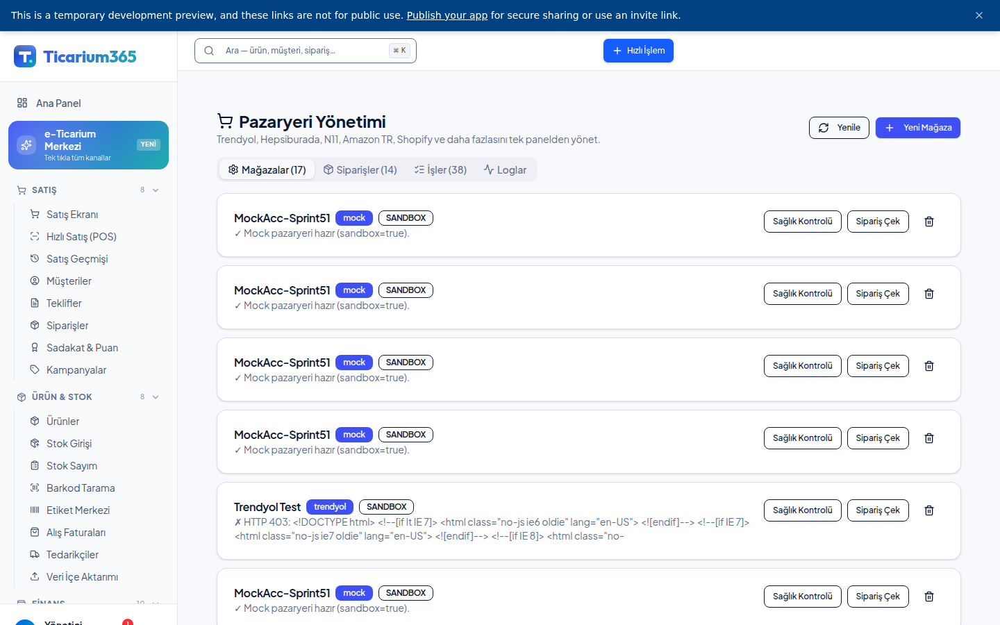 This is a temporary development preview, and these links are not for public use. Publish your app for secure sharing or use an invite link.
Ticarium365
Ara — ürün, müşteri, sipariş...
⌘ K
Hızlı İşlem
Ana Panel
e-Ticarium Merkezi
YENİ
Tek tıkla tüm kanallar
SATIŞ 8
Satış Ekranı
Hızlı Satış (POS)
Satış Geçmişi
Müşteriler
Teklifler
Siparişler
Sadakat & Puan
Kampanyalar
ÜRÜN & STOK 8
Ürünler
Stok Girişi
Stok Sayım
Barkod Tarama
Etiket Merkezi
Alış Faturaları
Tedarikçiler
Veri İçe Aktarımı
FİNANS 10
Yönetici
1
Pazaryeri Yönetimi
Trendyol, Hepsiburada, N11, Amazon TR, Shopify ve daha fazlasını tek panelden yönet.
Yenile
Yeni Mağaza
Mağazalar (17) Siparişler (14) İşler (38) Loglar
MockAcc-Sprint51 mock SANDBOX
✓ Mock pazaryeri hazır (sandbox=true).
Sağlık Kontrolü Sipariş Çek
MockAcc-Sprint51 mock SANDBOX
✓ Mock pazaryeri hazır (sandbox=true).
Sağlık Kontrolü Sipariş Çek
MockAcc-Sprint51 mock SANDBOX
✓ Mock pazaryeri hazır (sandbox=true).
Sağlık Kontrolü Sipariş Çek
MockAcc-Sprint51 mock SANDBOX
✓ Mock pazaryeri hazır (sandbox=true).
Sağlık Kontrolü Sipariş Çek
Trendyol Test trendyol SANDBOX
✗ HTTP 403: <!DOCTYPE html> <!--[if lt IE 7]> <html class="no-js ie6 oldie" lang="en-US"> <![endif]--> <!--[if IE 7]>
<html class="no-js ie7 oldie" lang="en-US"> <![endif]--> <!--[if IE 8]> <html class="no-
Sağlık Kontrolü Sipariş Çek
MockAcc-Sprint51 mock SANDBOX
✓ Mock pazaryeri hazır (sandbox=true).
Sağlık Kontrolü Sipariş Çek